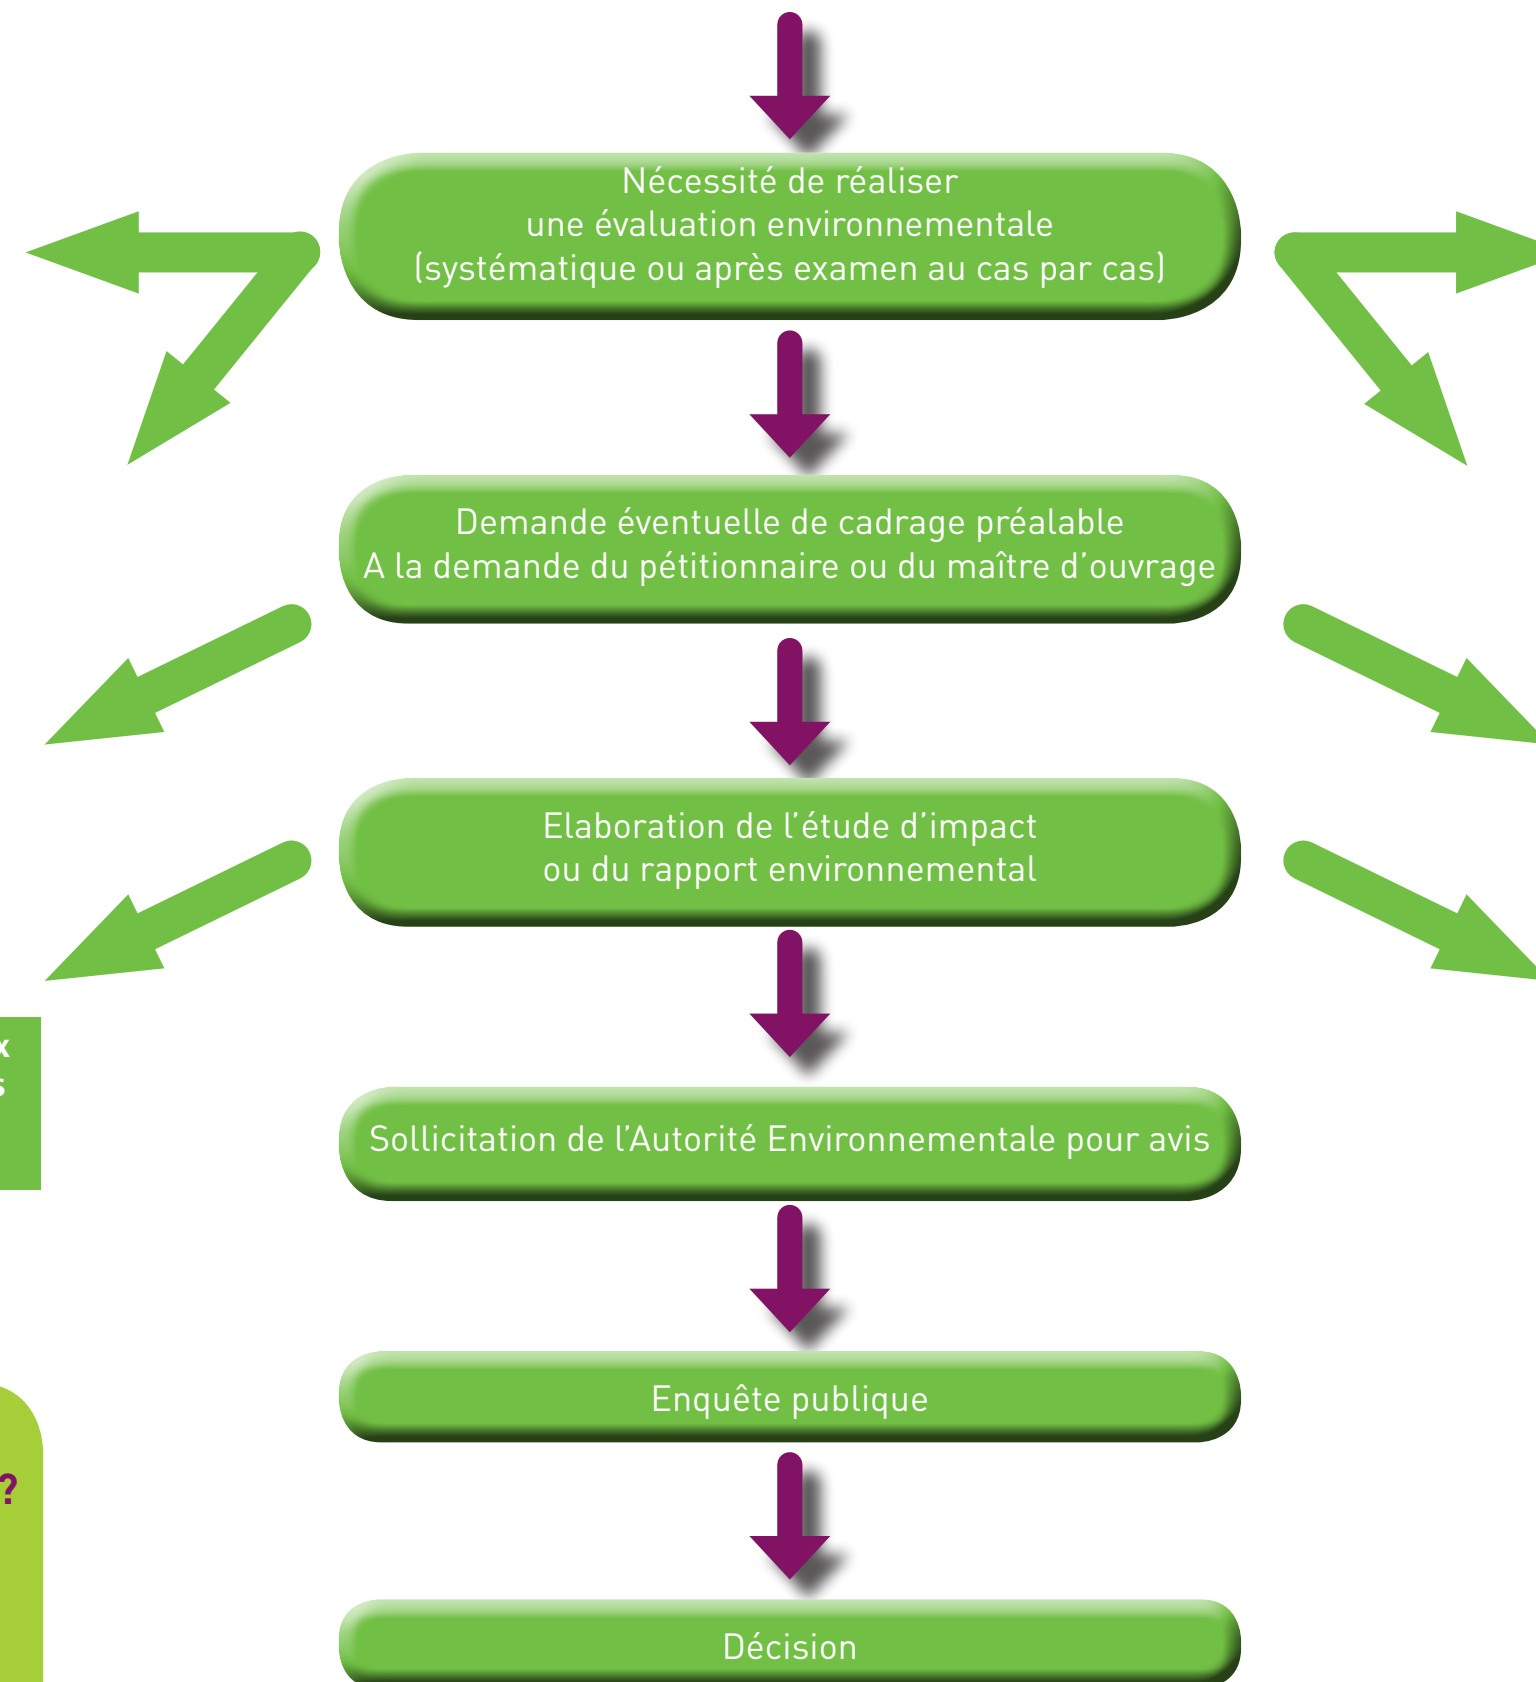 Nécessité de réaliser
une évaluation environnementale
(systématique ou après examen au cas par cas)
Demande éventuelle de cadrage préalable
A la demande du pétitionnaire ou du maître d’ouvrage
Elaboration de l’étude d’impact
ou du rapport environnemental
x
s
Sollicitation de l’Autorité Environnementale pour avis
Enquête publique
?
Décision